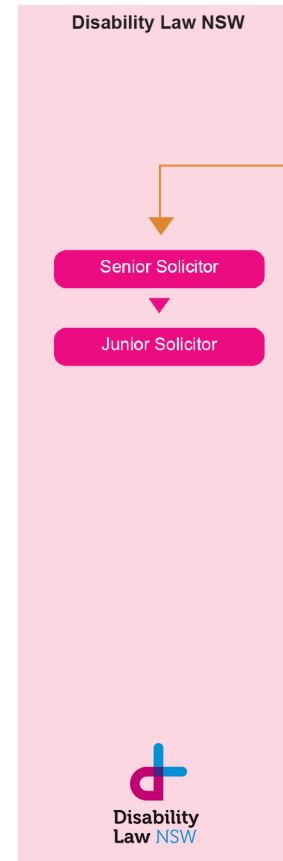 Disability Law NSW
Senior Solicitor
Junior Solicitor
Disability
Law NSW